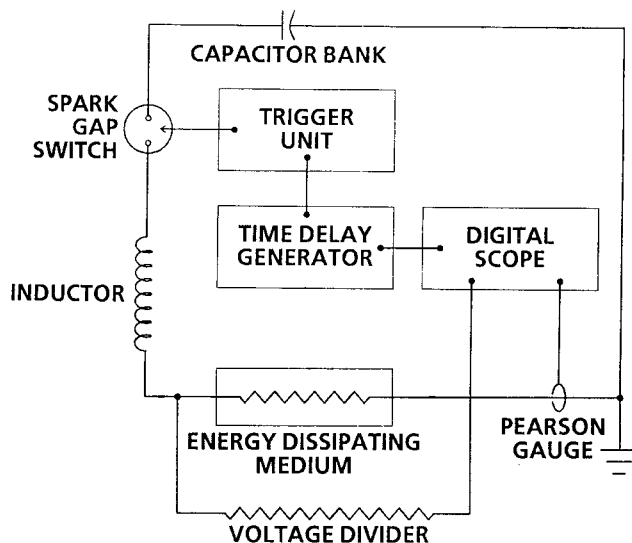 CAPACITOR BANK
SPARK
GAP
SWITCH
TRIGGER
UNIT
TIME DELAY
GENERATOR
DIGITAL
SCOPE
INDUCTOR
ENERGY DISSIPATING
MEDIUM
PEARSON
GAUGE
VOLTAGE DIVIDER